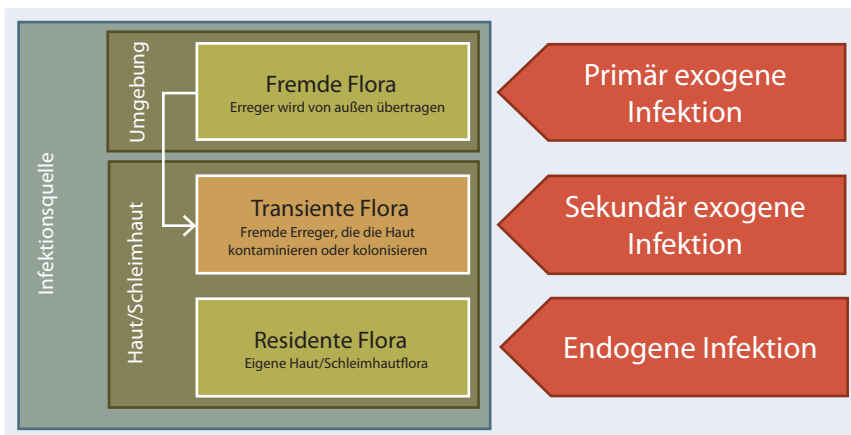 Infektionsquelle
Umgebung
Fremde Flora
Erreger wird von außen übertragen
Primär exogene
Infektion
Haut/Schleimhaut
Transiente Flora
Fremde Erreger, die die Haut
kontaminieren oder kolonisieren
Sekundär exogene
Infektion
Residente Flora
Eigene Haut/Schleimhautflora
Endogene Infektion